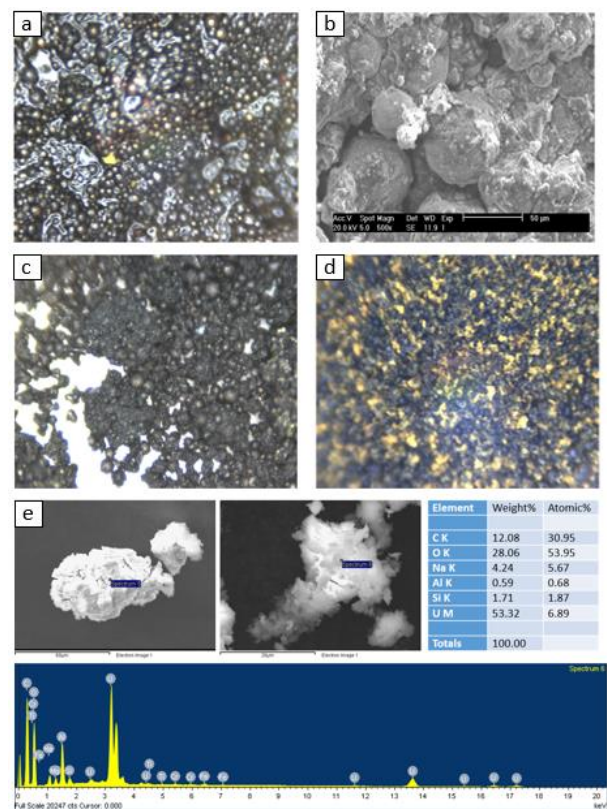 a
b
Acc.V Spot Magn Det WD Exp 50 µm
20.0 kV 5.0 500x SE 11.9 1
c
d
e
Spectrum
Spectrum 6
Electron Image 1
Electron Image 1
Element Weight% Atomic%
C K 12.08 30.95
O K 28.06 53.95
Na K 4.24 5.67
Al K 0.59 0.68
Si K 1.71 1.87
U M 53.32 6.89
Totals 100.00
Spectrum 6
0 1 2 3 4 5 6 7 8 9 10 11 12 13 14 15 16 17 18 19 20
Full Scale 20247 cts Cursor: 0.000 keV